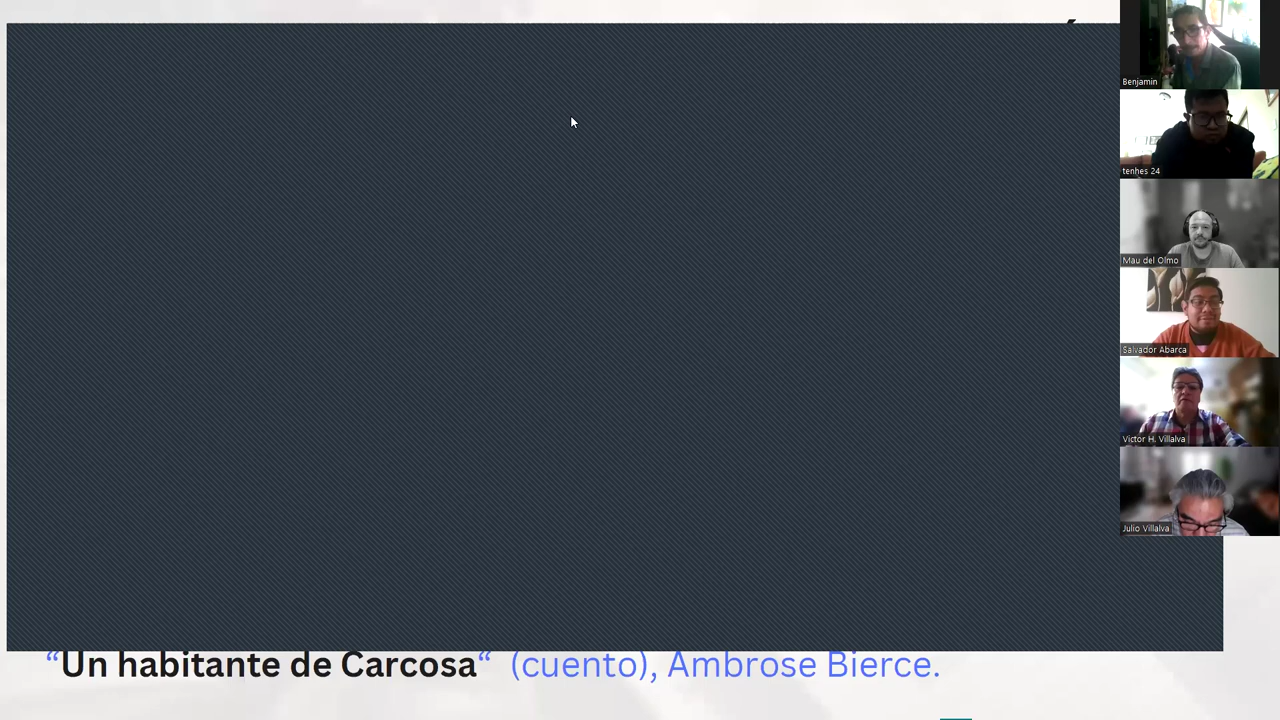 Benjamin
tenhes 24
Mau del Olmo
Salvador Abarca
Victor H. Villalva
Julio Villalva
“Un habitante de Carcosa“ (cuento), Ambrose Bierce.